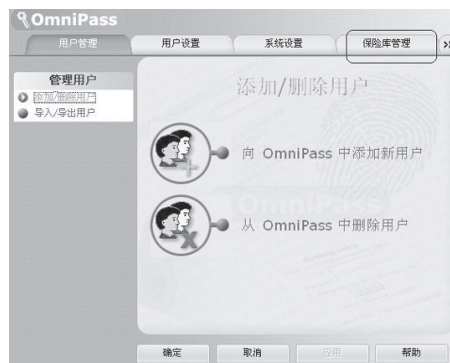 OmniPass
用户管理 用户设置 系统设置 保险库管理 >>
管理用户
添加/删除用户
导入/导出用户
添加/删除用户
向 OmniPass 中添加新用户
OmniPass
从 OmniPass 中删除用户
确定 取消 应用 帮助